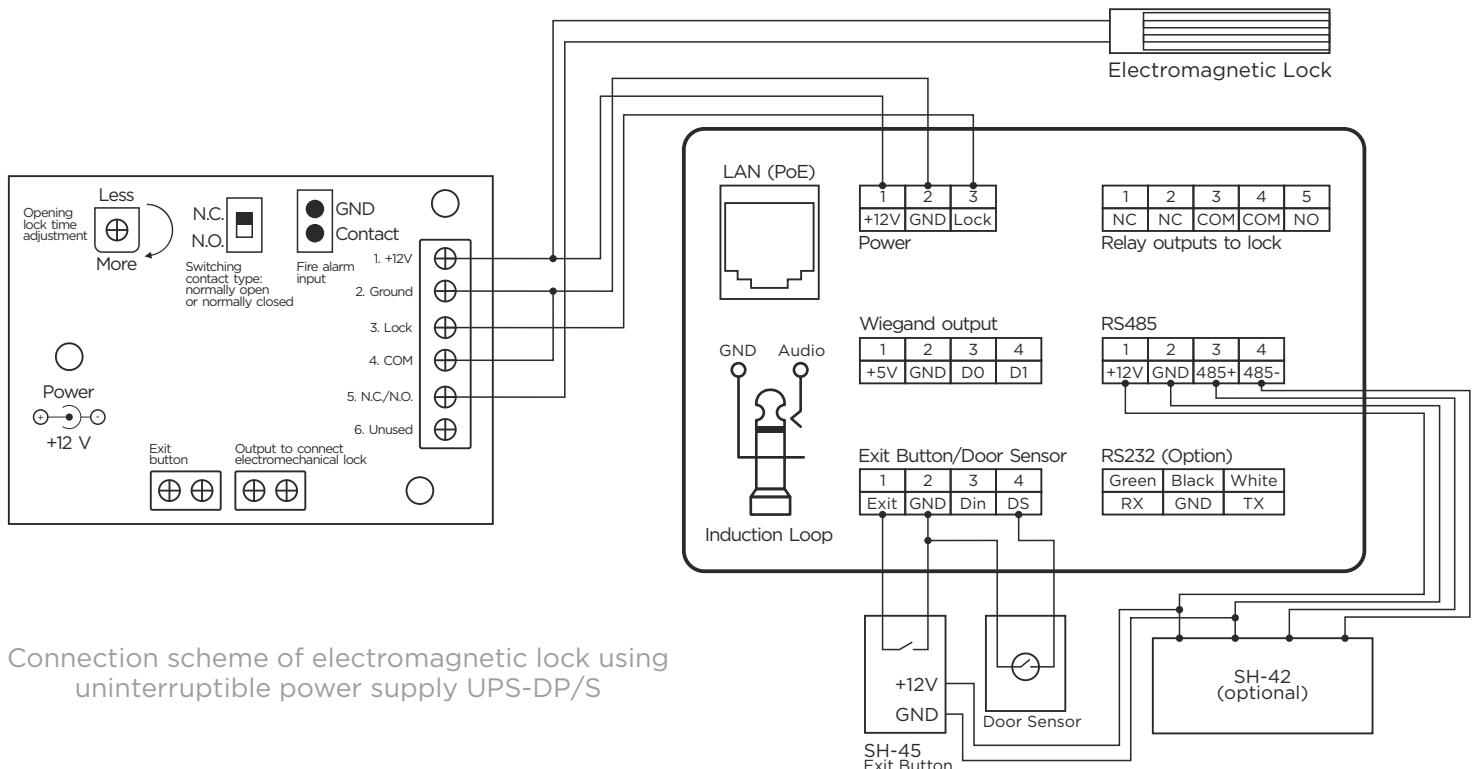 Electromagnetic Lock
Less
Opening
lock time
adjustment
More
N.C.
N.O.
Switching
contact type:
normally open
or normally closed
GND
Contact
Fire alarm
input
1. +12V
2. Ground
3. Lock
4. COM
5. N.C./N.O.
6. Unused
Power
+ -
+12 V
Exit
button
Output to connect
electromechanical lock
LAN (PoE)
1 2 3
+12V GND Lock
Power
1 2 3 4 5
NC NC COM COM NO
Relay outputs to lock
Wiegand output
1 2 3 4
+5V GND D0 D1
RS485
1 2 3 4
+12V GND 485+ 485-
GND Audio
Induction Loop
Exit Button/Door Sensor
1 2 3 4
Exit GND Din DS
RS232 (Option)
Green Black White
RX GND TX
+12V
GND
SH-45
Exit Button
Door Sensor
SH-42
(optional)
Connection scheme of electromagnetic lock using
uninterruptible power supply UPS-DP/S